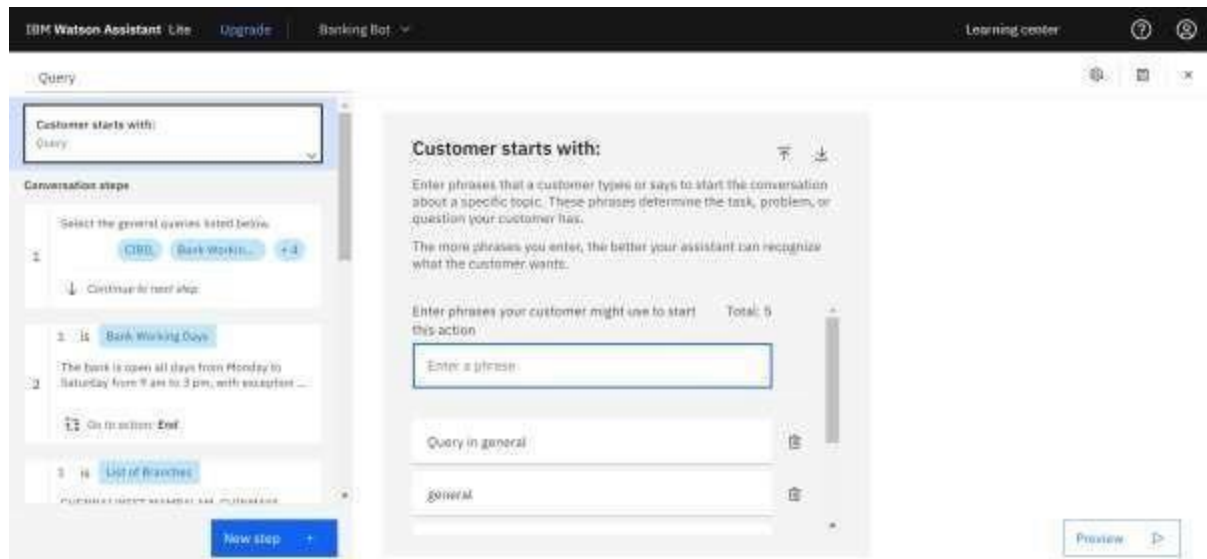 IBM Watson Assistant Lite Upgrade Banking Bot Learning center
Query
Customer starts with:
Query
Conversation steps
1
Select the general queries listed below.
CIBIL Bank Workin... + 4
Continue to next step
2
1 is Bank Working Days
The bank is open all days from Monday to
Saturday from 9 am to 3 pm, with exception ...
Go to action: End
1 is List of Branches
New step +
Customer starts with:
Enter phrases that a customer types or says to start the conversation
about a specific topic. These phrases determine the task, problem, or
question your customer has.
The more phrases you enter, the better your assistant can recognize
what the customer wants.
Enter phrases your customer might use to start Total: 5
this action
Enter a phrase
Query in general
general
Preview